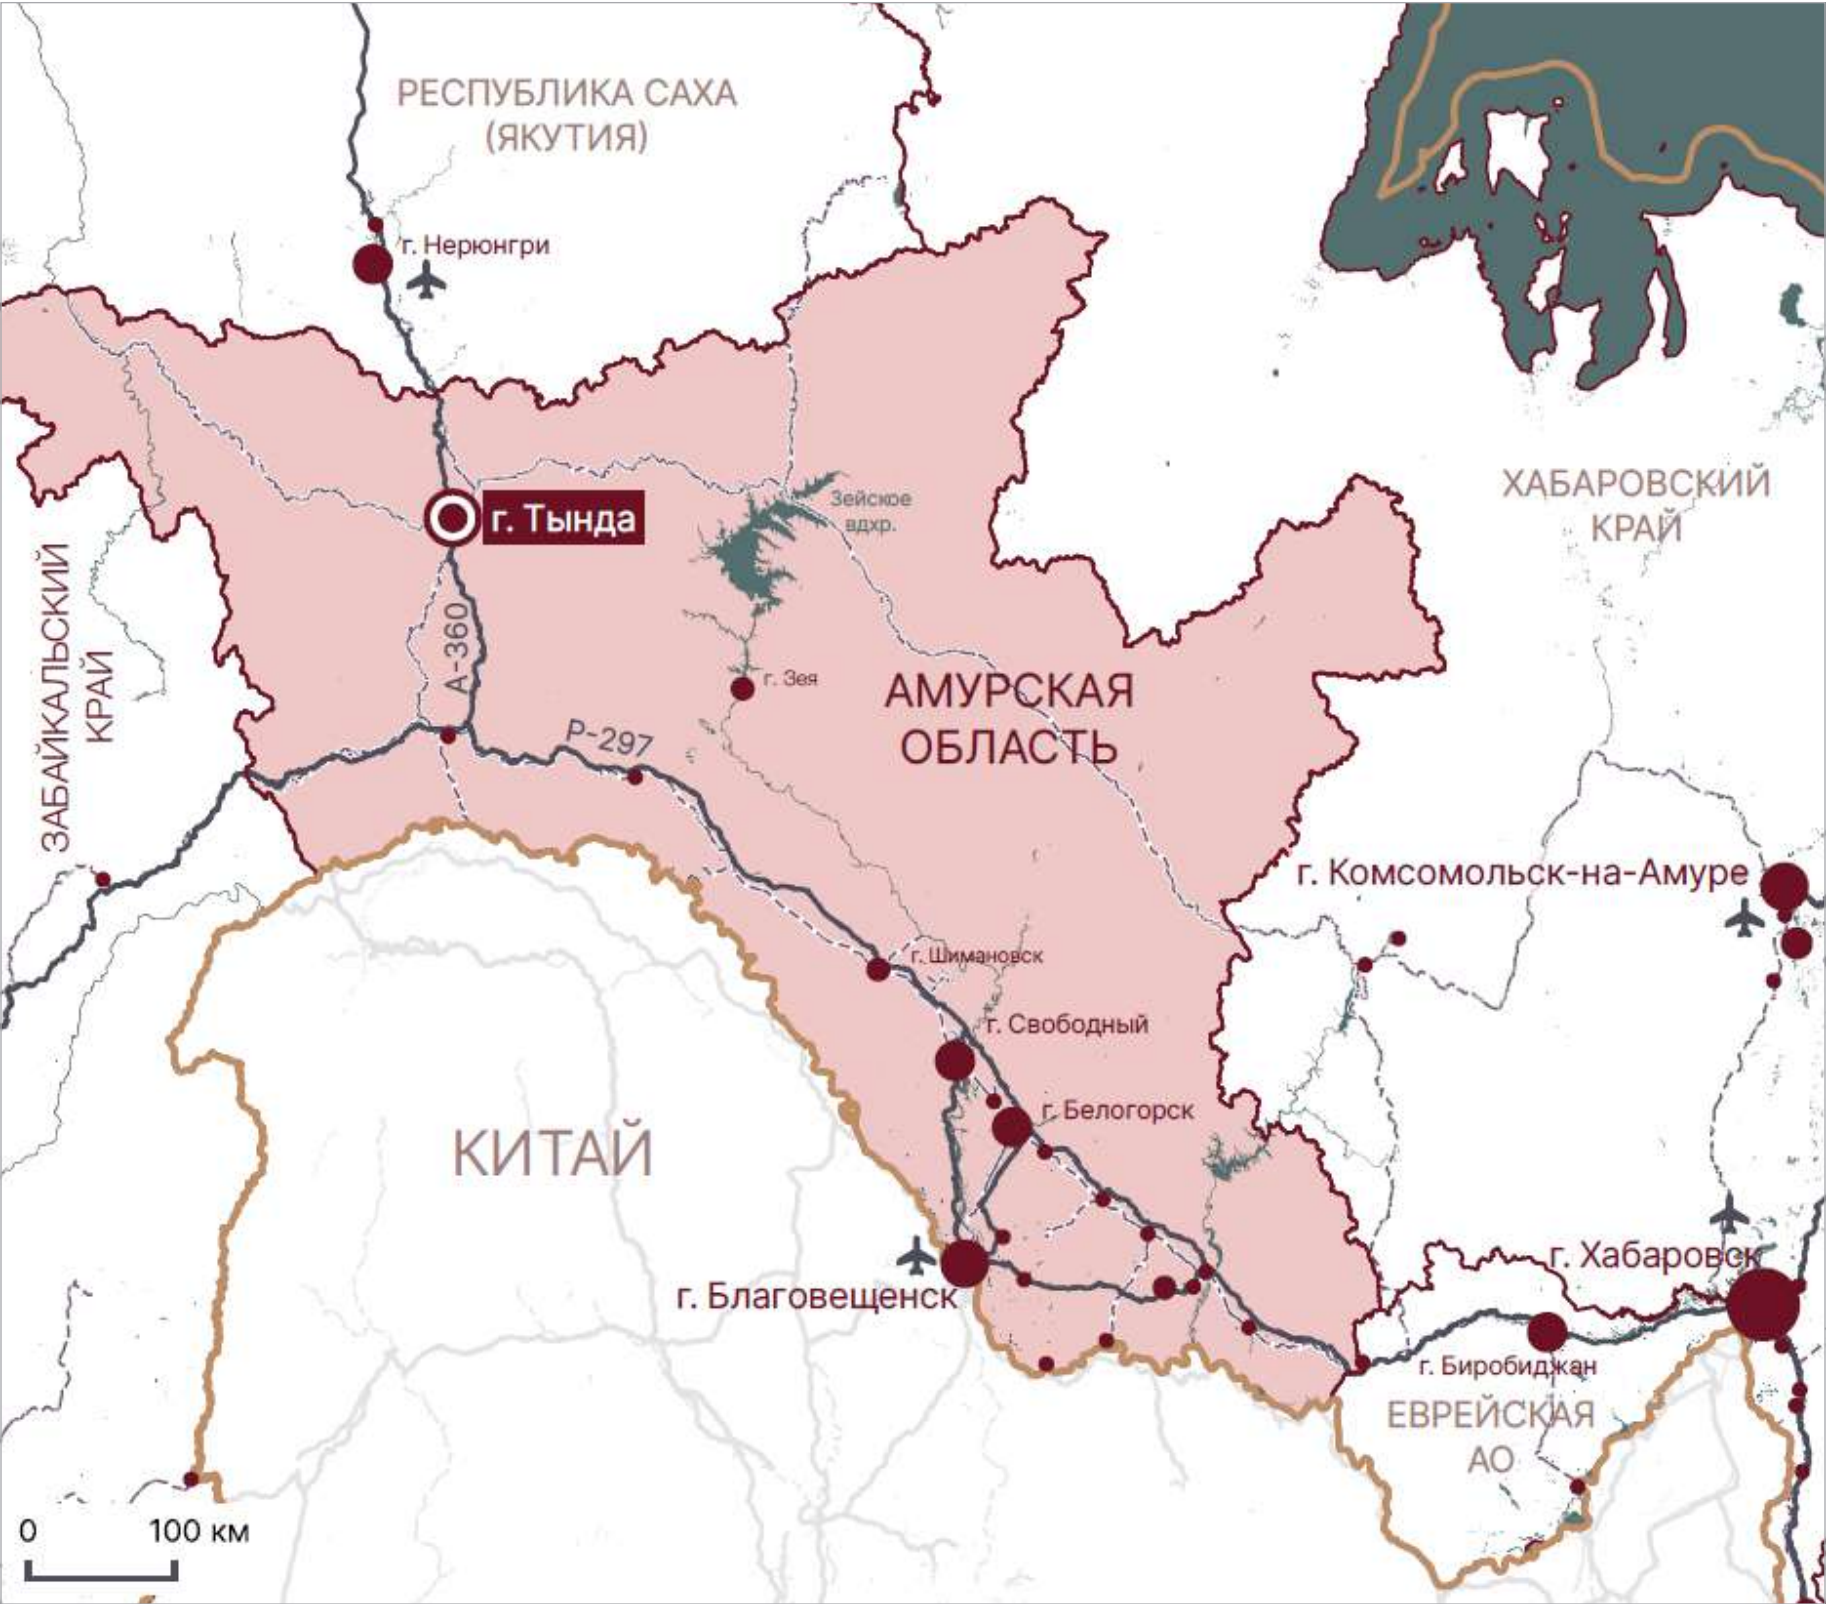 РЕСПУБЛИКА САХА
(ЯКУТИЯ)
г. Нерюнгри
Зейское
вдхр.
ХАБАРОВСКИЙ
КРАЙ
г. Тында
ЗАБАЙКАЛЬСКИЙ
КРАЙ
А-360
г. Зея
АМУРСКАЯ
ОБЛАСТЬ
Р-297
г. Комсомольск-на-Амуре
г. Шимановск
г. Свободный
г. Белогорск
КИТАЙ
г. Хабаровск
г. Благовещенск
г. Биробиджан
ЕВРЕЙСКАЯ
АО
0 100 км